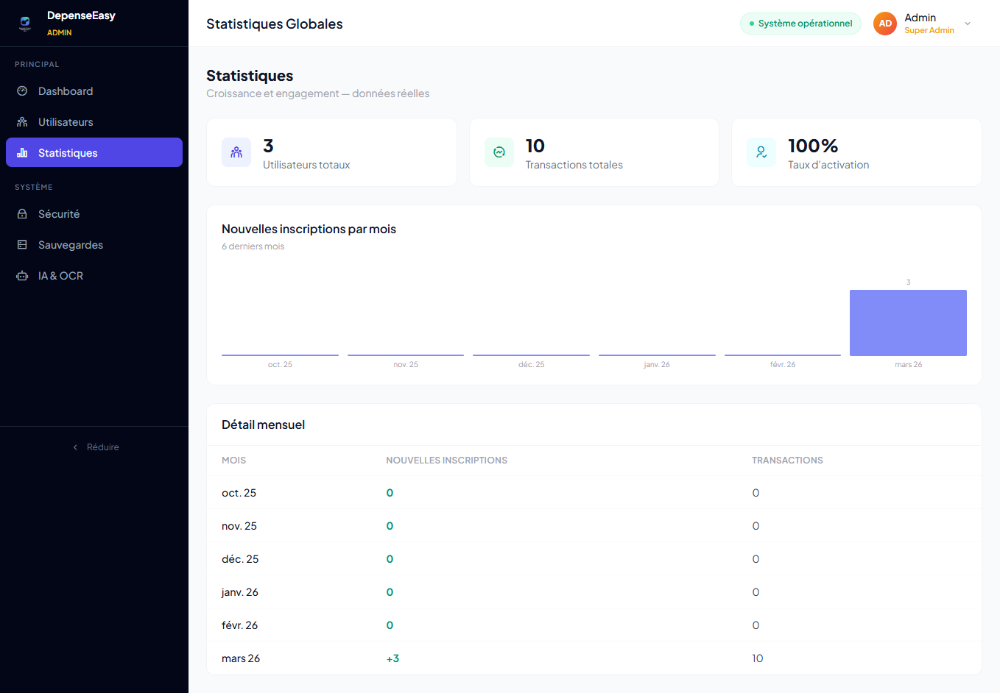 DepenseEasy
ADMIN
PRINCIPAL
Dashboard
Utilisateurs
Statistiques
SYSTÈME
Sécurité
Sauvegardes
IA & OCR
Réduire
Statistiques Globales
Système opérationnel
AD
Admin
Super Admin
Statistiques
Croissance et engagement — données réelles
3
Utilisateurs totaux
10
Transactions totales
100%
Taux d'activation
Nouvelles inscriptions par mois
6 derniers mois
3
oct. 25 nov. 25 déc. 25 janv. 26 févr. 26 mars 26
Détail mensuel
MOIS NOUVELLES INSCRIPTIONS TRANSACTIONS
oct. 25 0 0
nov. 25 0 0
déc. 25 0 0
janv. 26 0 0
févr. 26 0 0
mars 26 +3 10